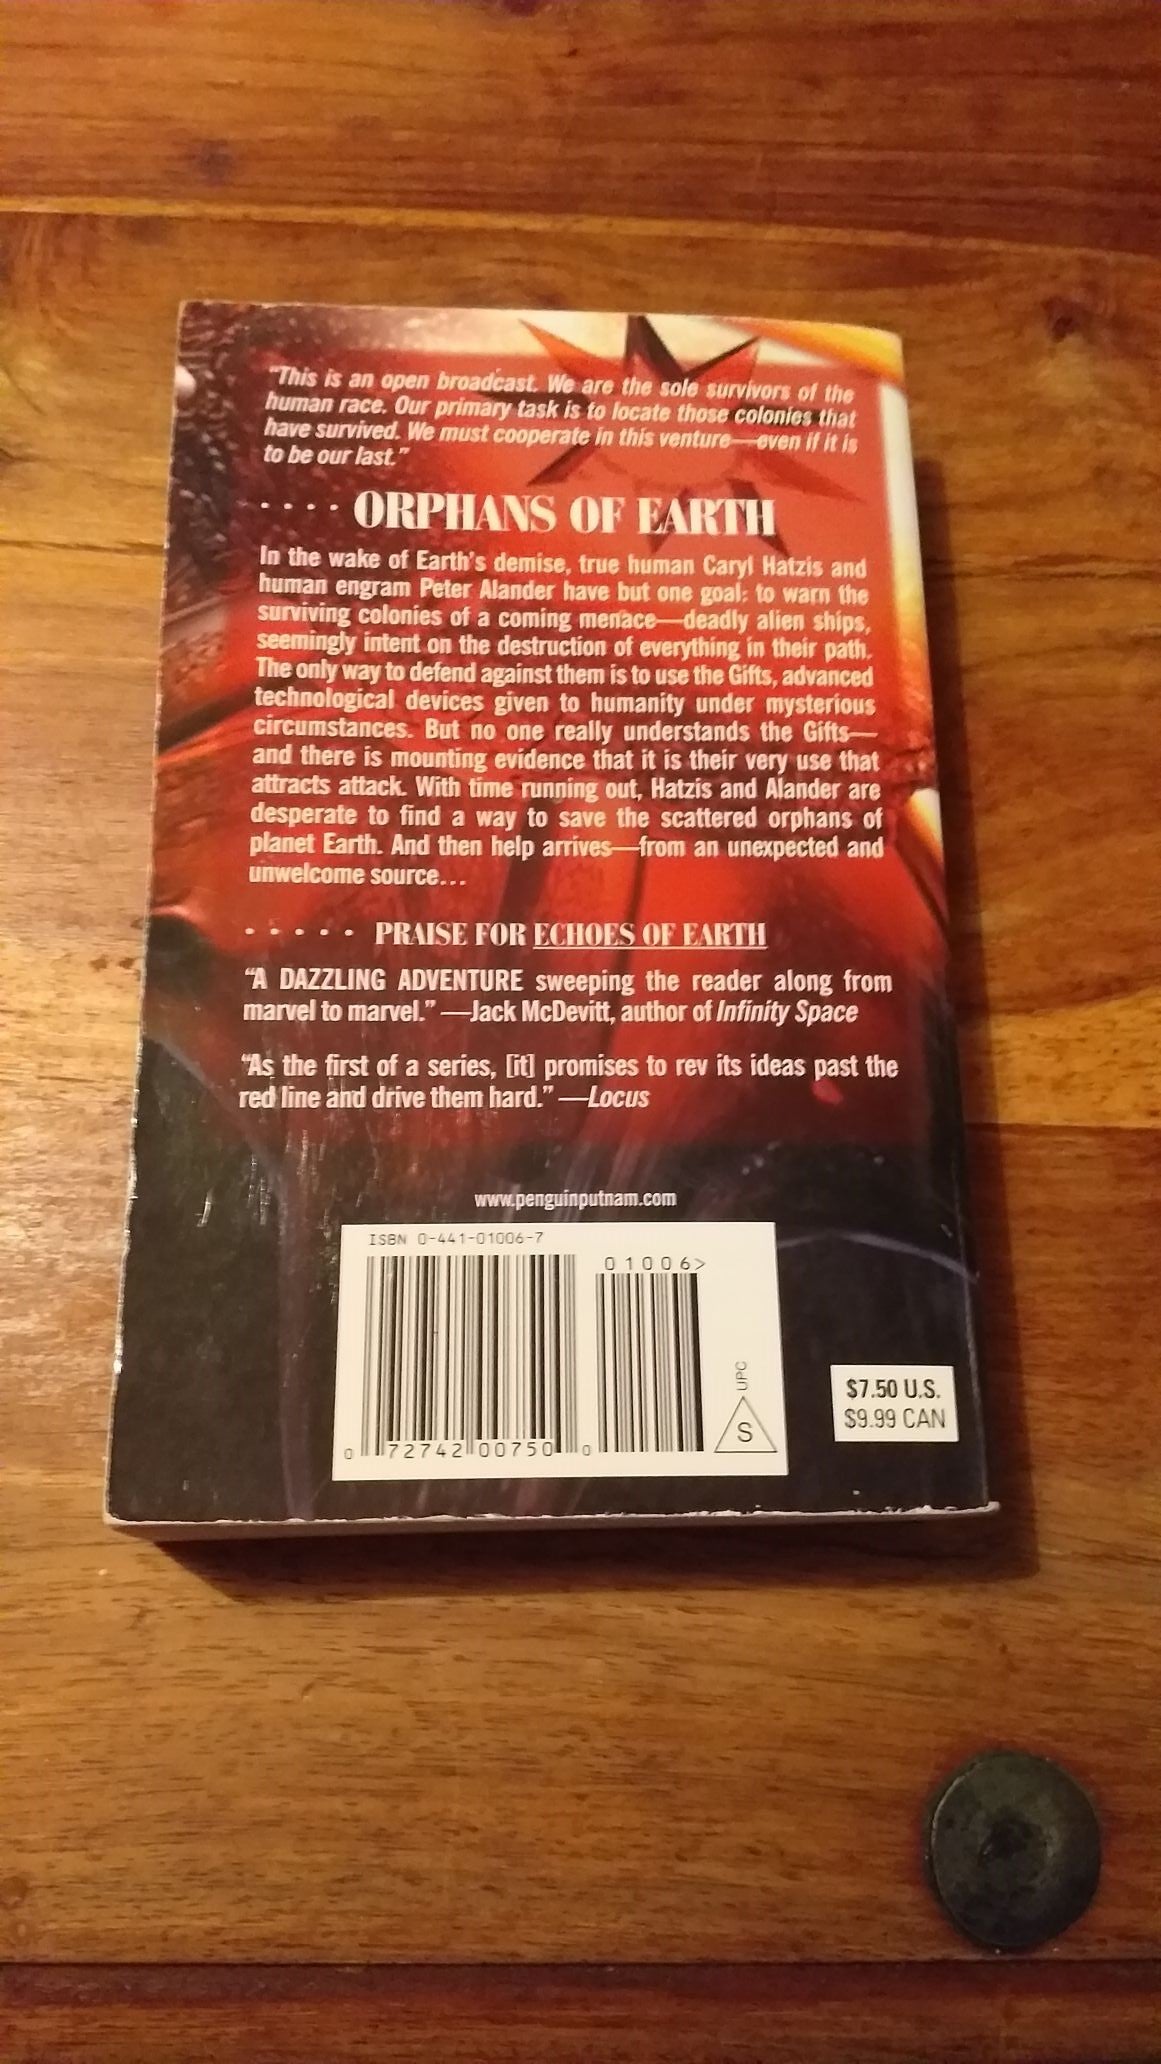 "This is an open broadcast. We are the sole survivors of the
human race. Our primary task is to locate those colonies that
have survived. We must cooperate in this venture—even if it is
to be our last."
.... ORPHANS OF EARTH
In the wake of Earth's demise, true human Caryl Hatzis and
human engram Peter Alander have but one goal: to warn the
surviving colonies of a coming menace—deadly alien ships,
seemingly intent on the destruction of everything in their path.
The only way to defend against them is to use the Gifts, advanced
technological devices given to humanity under mysterious
circumstances. But no one really understands the Gifts—
and there is mounting evidence that it is their very use that
attracts attack. With time running out, Hatzis and Alander are
desperate to find a way to save the scattered orphans of
planet Earth. And then help arrives—from an unexpected and
unwelcome source...
..... PRAISE FOR ECHOES OF EARTH
"A DAZZLING ADVENTURE sweeping the reader along from
marvel to marvel." —Jack McDevitt, author of Infinity Space
"As the first of a series, [it] promises to rev its ideas past the
red line and drive them hard." —Locus
www.penguinputnam.com
ISBN 0-441-01006-7
01006>
0 72742 00750 0
UPC
S
$7.50 U.S.
$9.99 CAN